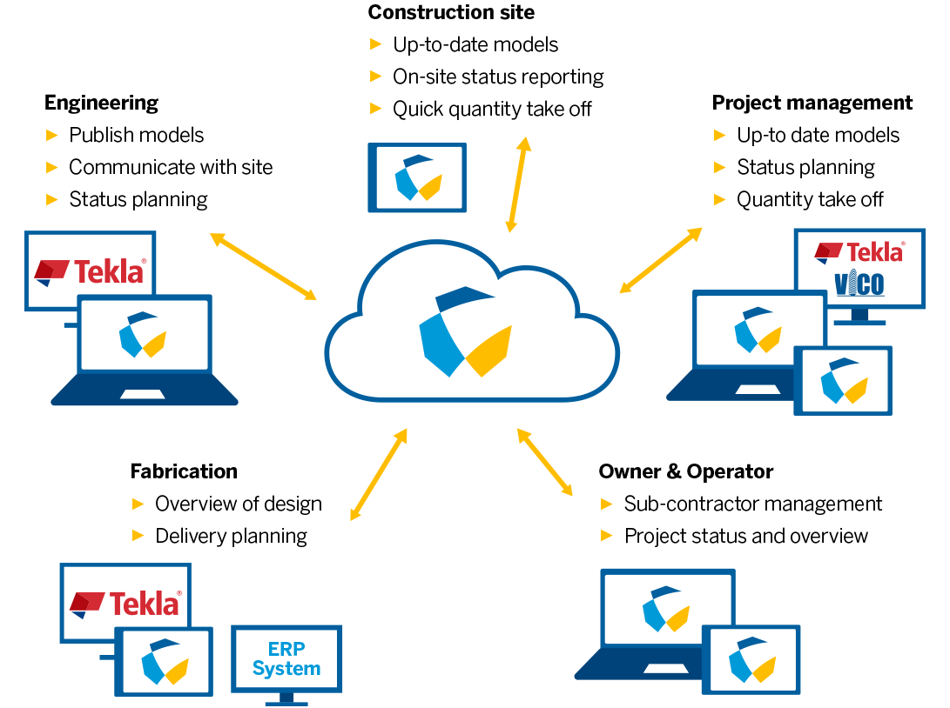 Construction site
Up-to-date models
On-site status reporting
Quick quantity take off
Engineering
Publish models
Communicate with site
Status planning
Project management
Up-to date models
Status planning
Quantity take off
Tekla®
Tekla®
VICO
Fabrication
Overview of design
Delivery planning
Owner & Operator
Sub-contractor management
Project status and overview
Tekla®
ERP
System